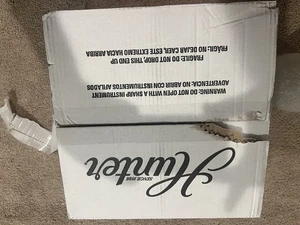 WARNING: DO NOT OPEN WITH A SHARP INSTRUMENT
ADVERTENCIA: NO ABRIR CON INSTRUMENTOS AFILADOS
FRAGILE: DO NOT DROP, THIS END UP
FRÁGIL: NO DEJAR CAER, ESTE EXTREMO HACIA ARRIBA
Hunter
SINCE 1886